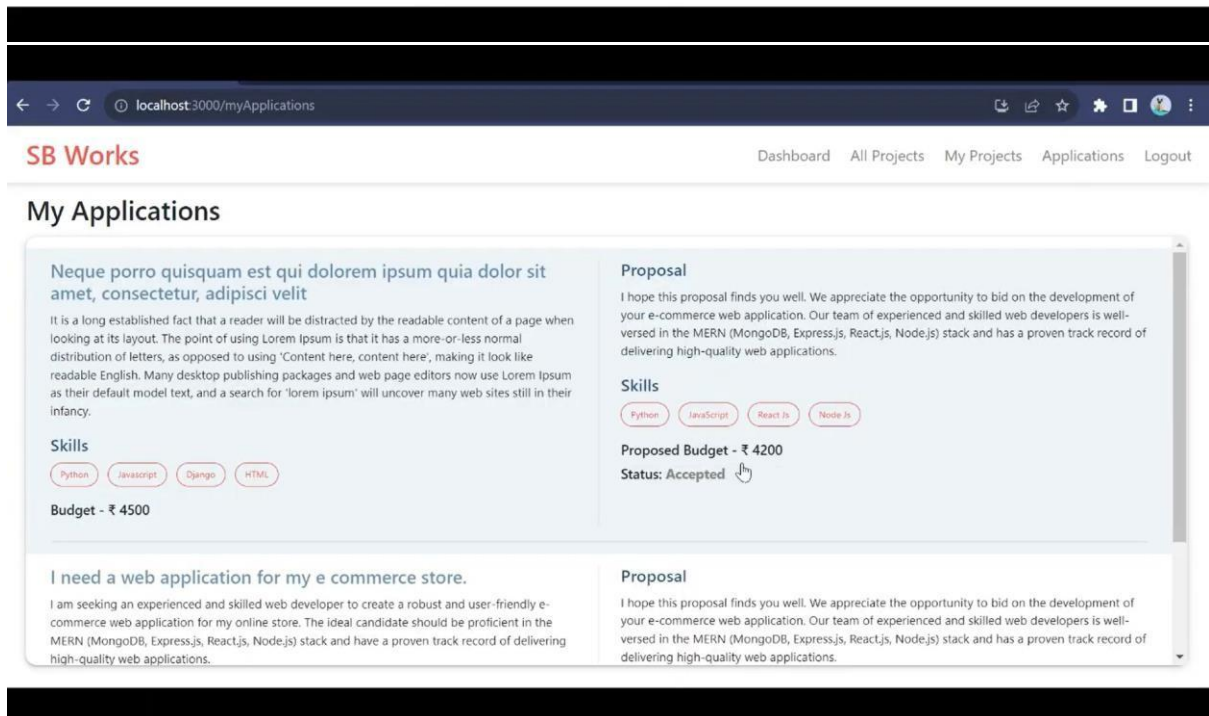 localhost:3000/myApplications
SB Works
Dashboard All Projects My Projects Applications Logout
My Applications
Neque porro quisquam est qui dolorem ipsum quia dolor sit
amet, consectetur, adipisci velit
It is a long established fact that a reader will be distracted by the readable content of a page when
looking at its layout. The point of using Lorem Ipsum is that it has a more-or-less normal
distribution of letters, as opposed to using 'Content here, content here', making it look like
readable English. Many desktop publishing packages and web page editors now use Lorem Ipsum
as their default model text, and a search for 'lorem ipsum' will uncover many web sites still in their
infancy.
Skills
Python Javascript Django HTML
Budget - ₹ 4500
Proposal
I hope this proposal finds you well. We appreciate the opportunity to bid on the development of
your e-commerce web application. Our team of experienced and skilled web developers is well-
versed in the MERN (MongoDB, Express.js, React.js, Node.js) stack and has a proven track record of
delivering high-quality web applications.
Skills
Python JavaScript React Js Node Js
Proposed Budget - ₹ 4200
Status: Accepted
I need a web application for my e commerce store.
I am seeking an experienced and skilled web developer to create a robust and user-friendly e-
commerce web application for my online store. The ideal candidate should be proficient in the
MERN (MongoDB, Express.js, React.js, Node.js) stack and have a proven track record of delivering
high-quality web applications.
Proposal
I hope this proposal finds you well. We appreciate the opportunity to bid on the development of
your e-commerce web application. Our team of experienced and skilled web developers is well-
versed in the MERN (MongoDB, Express.js, React.js, Node.js) stack and has a proven track record of
delivering high-quality web applications.